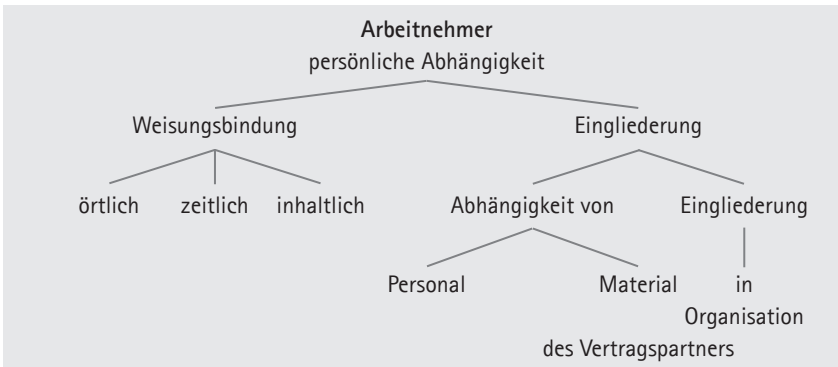 Arbeitnehmer
persönliche Abhängigkeit
Weisungsbindung Eingliederung
örtlich zeitlich inhaltlich Abhängigkeit von Eingliederung
Personal Material in
Organisation
des Vertragspartners